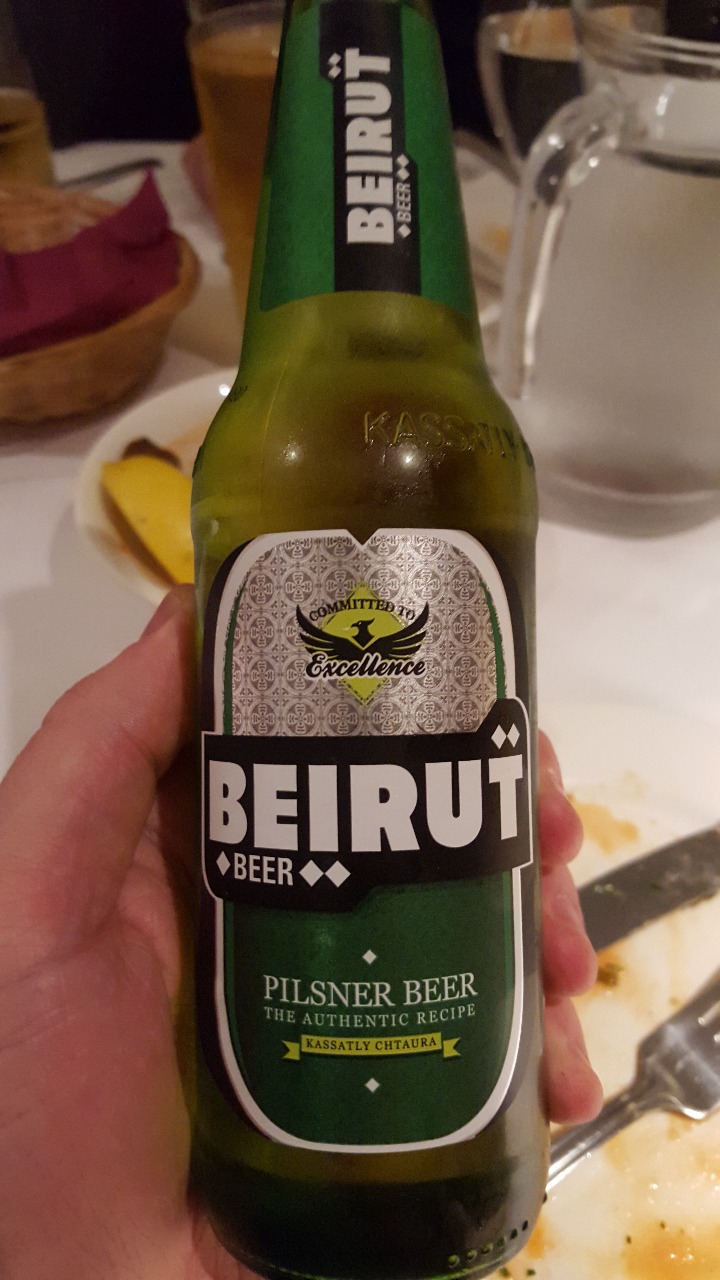 BEIRUẗ
BEER
KASSATLY
COMMITTED TO
Excellence
BEIRUẗ
BEER
PILSNER BEER
THE AUTHENTIC RECIPE
KASSATLY CHTAURA